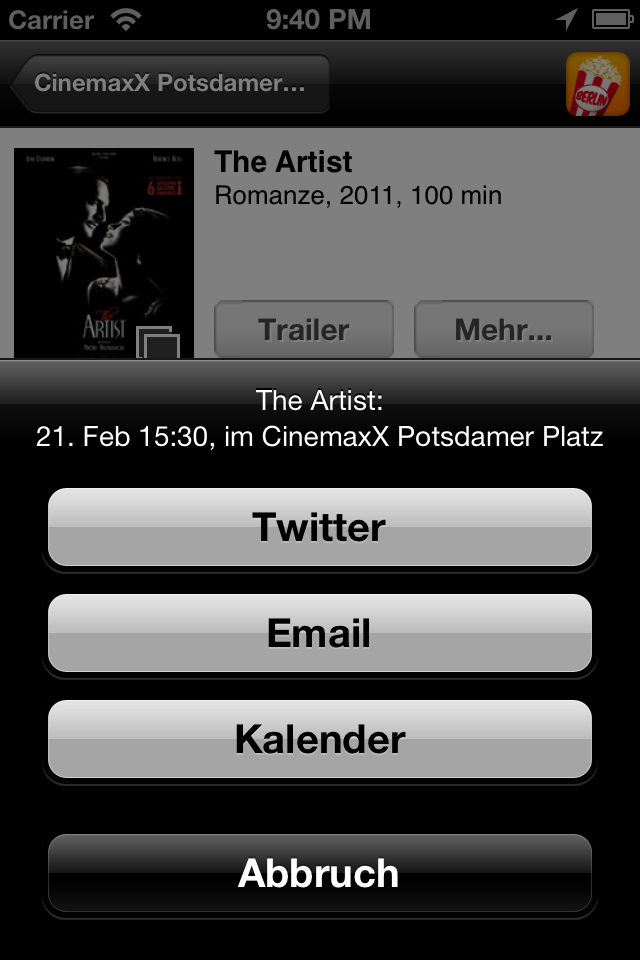 Carrier 9:40 PM
CinemaxX Potsdamer...
BERLIN
The Artist
Romanze, 2011, 100 min
The
ARTIST
Trailer
Mehr...
The Artist:
21. Feb 15:30, im CinemaxX Potsdamer Platz
Twitter
Email
Kalender
Abbruch